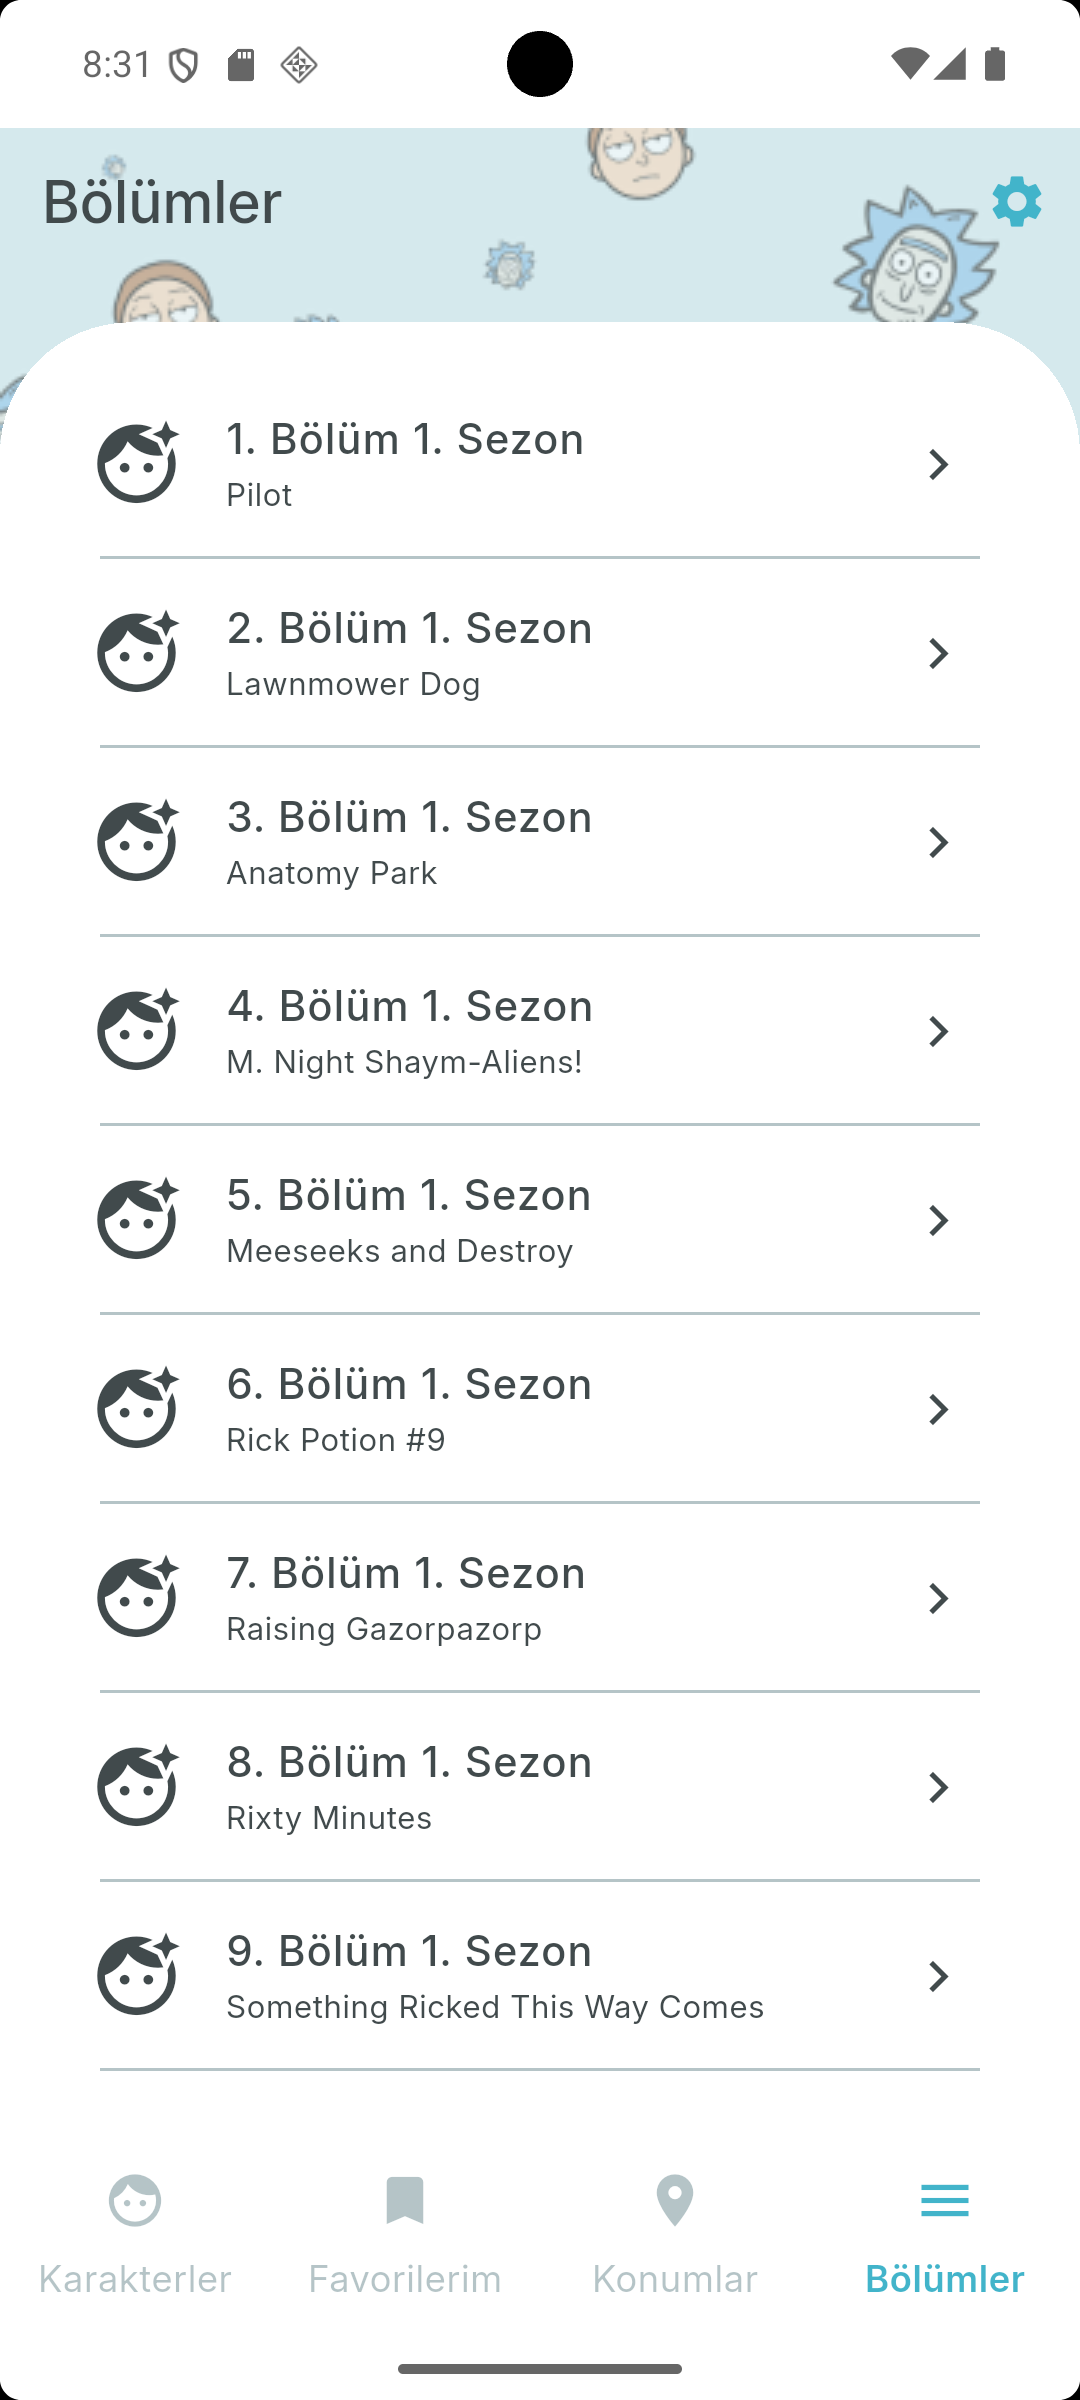 8:31
Bölümler
1. Bölüm 1. Sezon
Pilot
2. Bölüm 1. Sezon
Lawnmower Dog
3. Bölüm 1. Sezon
Anatomy Park
4. Bölüm 1. Sezon
M. Night Shaym-Aliens!
5. Bölüm 1. Sezon
Meeseeks and Destroy
6. Bölüm 1. Sezon
Rick Potion #9
7. Bölüm 1. Sezon
Raising Gazorpazorp
8. Bölüm 1. Sezon
Rixty Minutes
9. Bölüm 1. Sezon
Something Ricked This Way Comes
Karakterler Favorilerim Konumlar Bölümler